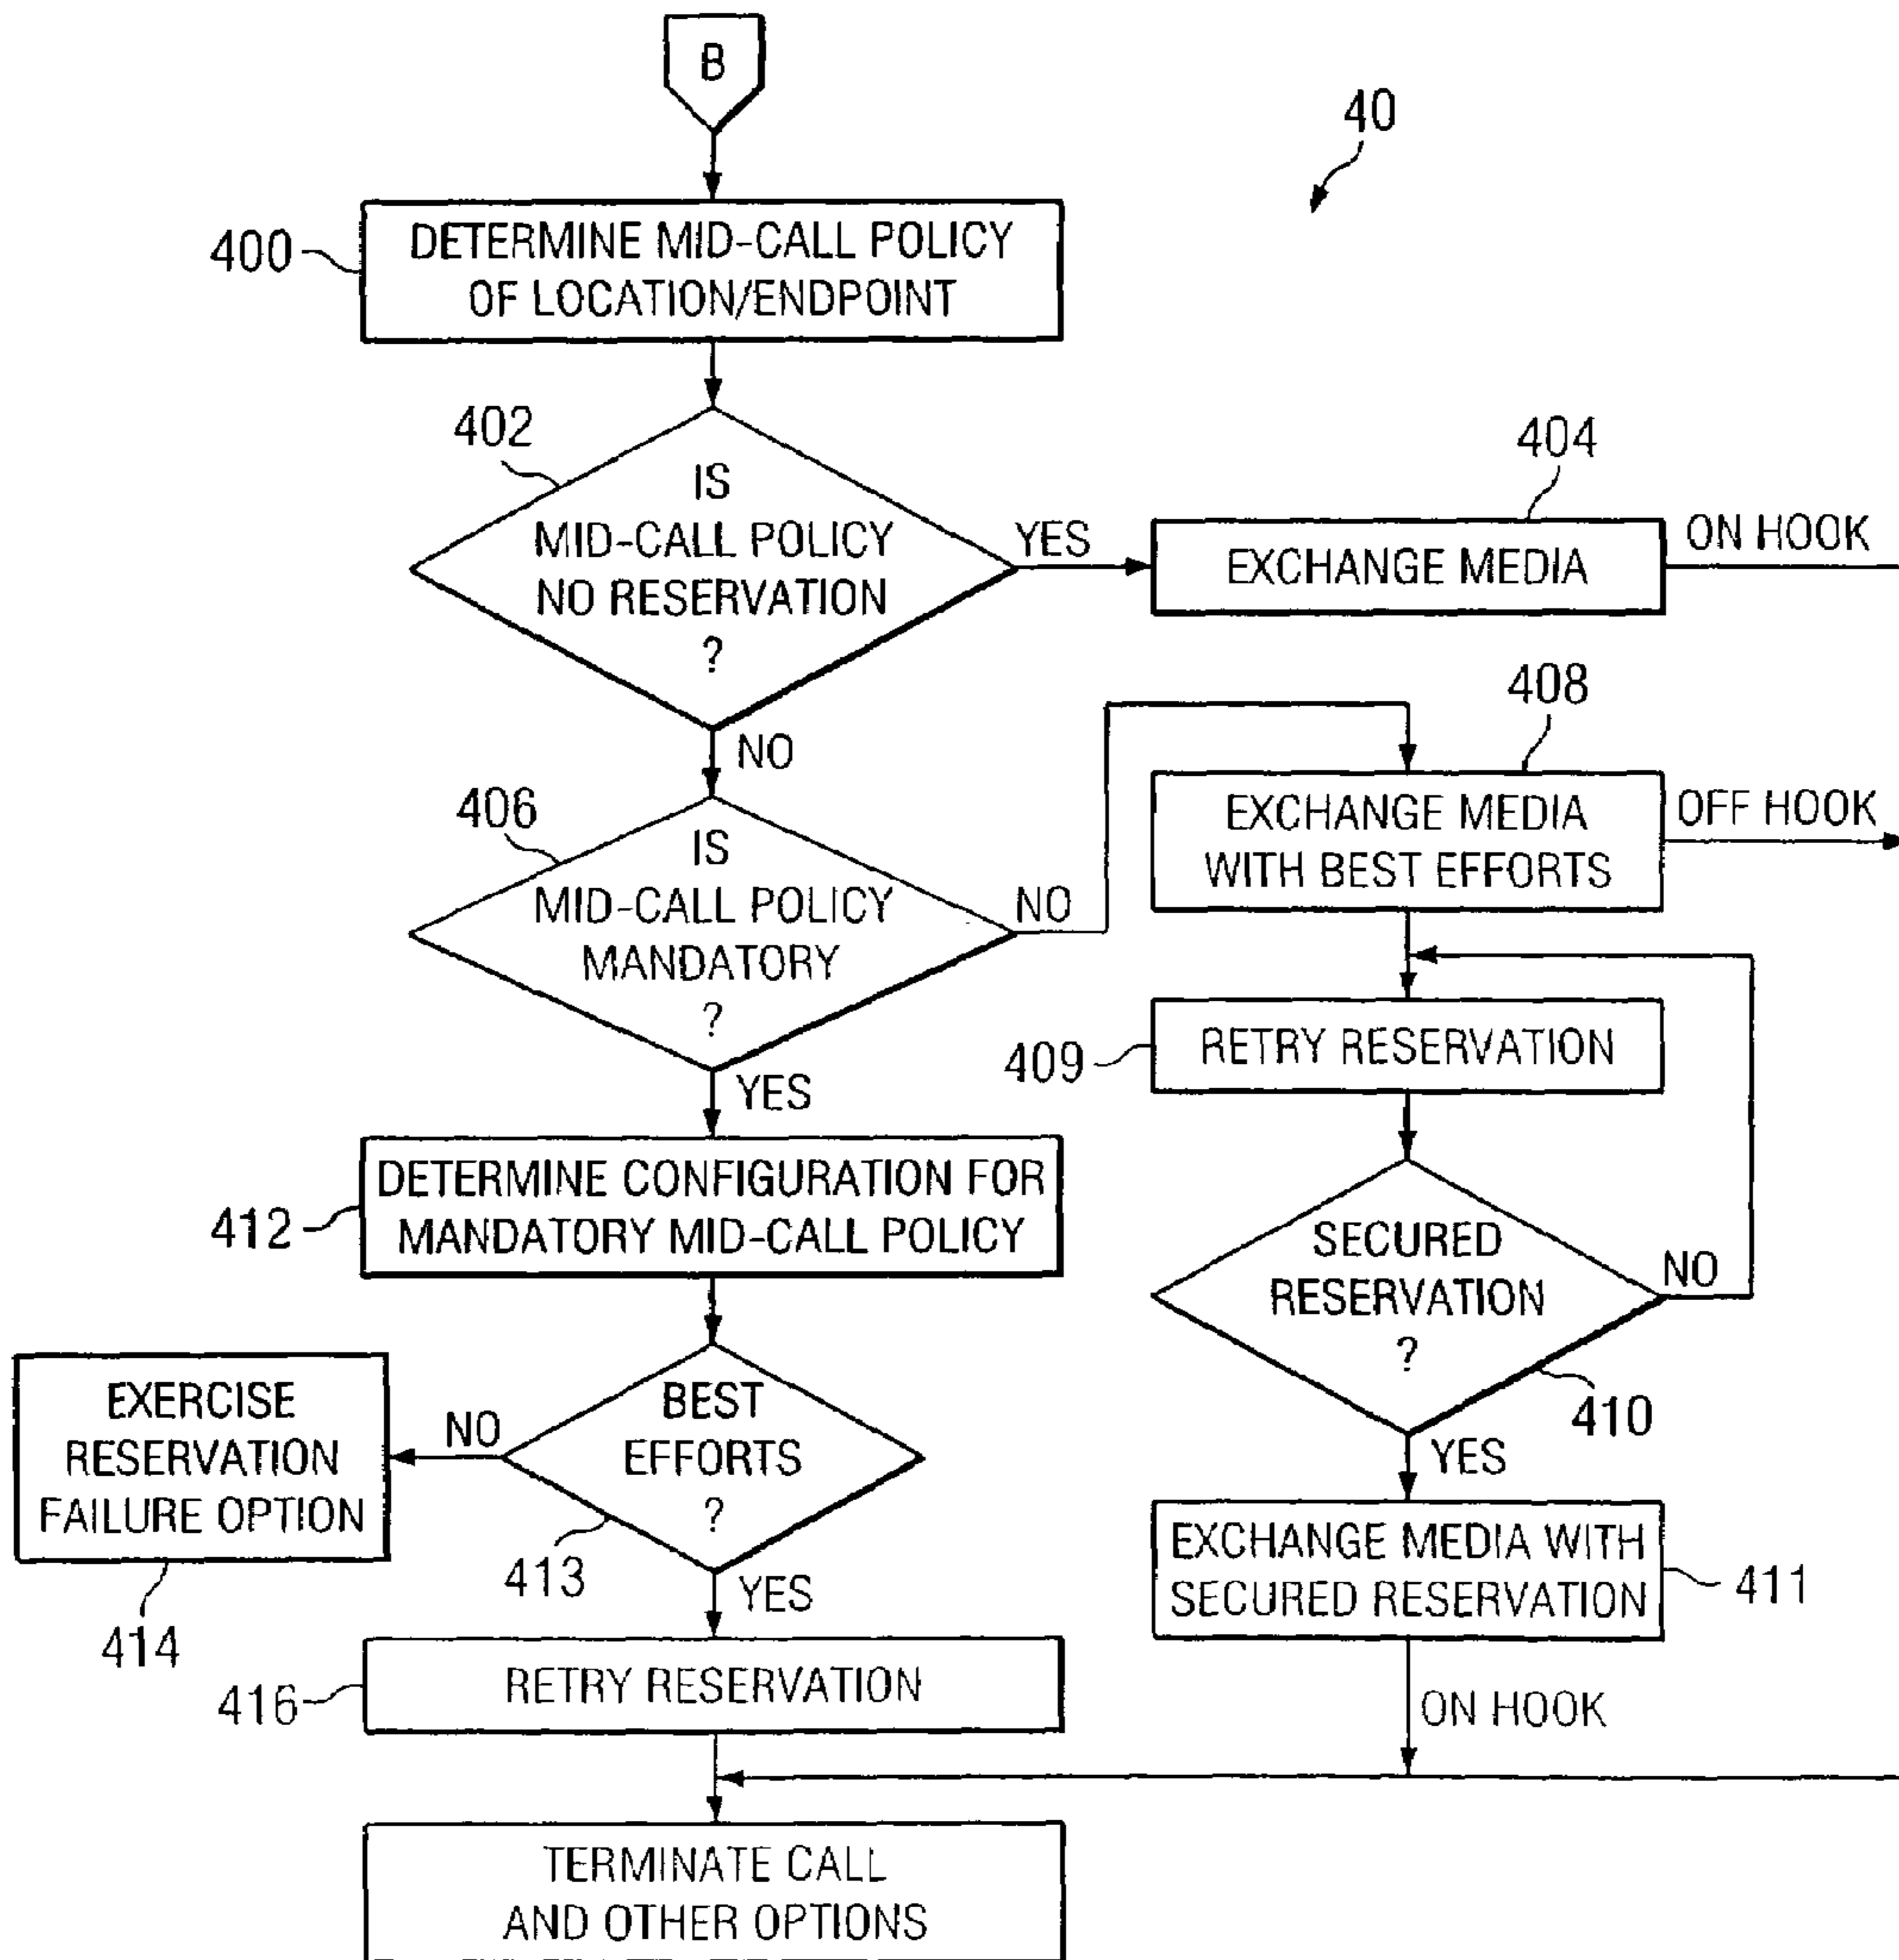 B
40
400
DETERMINE MID-CALL POLICY
OF LOCATION/ENDPOINT
402
IS
MID-CALL POLICY
NO RESERVATION
?
YES
404
EXCHANGE MEDIA
ON HOOK
NO
406
IS
MID-CALL POLICY
MANDATORY
?
NO
408
EXCHANGE MEDIA
WITH BEST EFFORTS
OFF HOOK
409
RETRY RESERVATION
SECURED
RESERVATION
?
NO
410
YES
EXCHANGE MEDIA WITH
SECURED RESERVATION
411
ON HOOK
YES
412
DETERMINE CONFIGURATION FOR
MANDATORY MID-CALL POLICY
BEST
EFFORTS
?
413
NO
EXERCISE
RESERVATION
FAILURE OPTION
414
YES
416
RETRY RESERVATION
TERMINATE CALL
AND OTHER OPTIONS